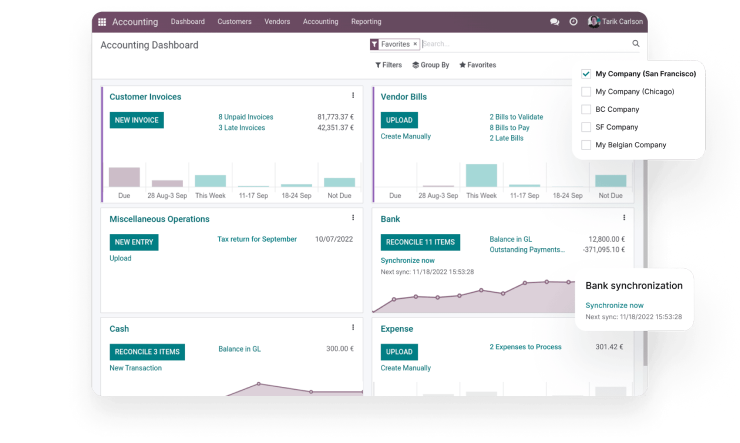 Accounting Dashboard Customers Vendors Accounting Reporting Tarik Carlson
Accounting Dashboard
Favorites × Search...
Filters Group By Favorites
My Company (San Francisco)
My Company (Chicago)
BC Company
SF Company
My Belgian Company
Customer Invoices
NEW INVOICE 8 Unpaid Invoices 81,773.37 €
3 Late Invoices 42,351.37 €
Due 28 Aug-3 Sep This Week 11-17 Sep 18-24 Sep Not Due
Vendor Bills
UPLOAD 2 Bills to Validate
Create Manually 8 Bills to Pay
2 Late Bills
Due 28 Aug-3 Sep This Week 11-17 Sep 18-24 Sep Not Due
Miscellaneous Operations
NEW ENTRY Tax return for September 10/07/2022
Upload
Bank
RECONCILE 11 ITEMS Balance in GL 12,800.00 €
Outstanding Payments... -371,095.10 €
Synchronize now
Next sync: 11/18/2022 15:53:28
Bank synchronization
Synchronize now
Next sync: 11/18/2022 15:53:28
Cash
RECONCILE 3 ITEMS Balance in GL 300.00 €
New Transaction
Expense
UPLOAD 2 Expenses to Process 301.42 €
Create Manually